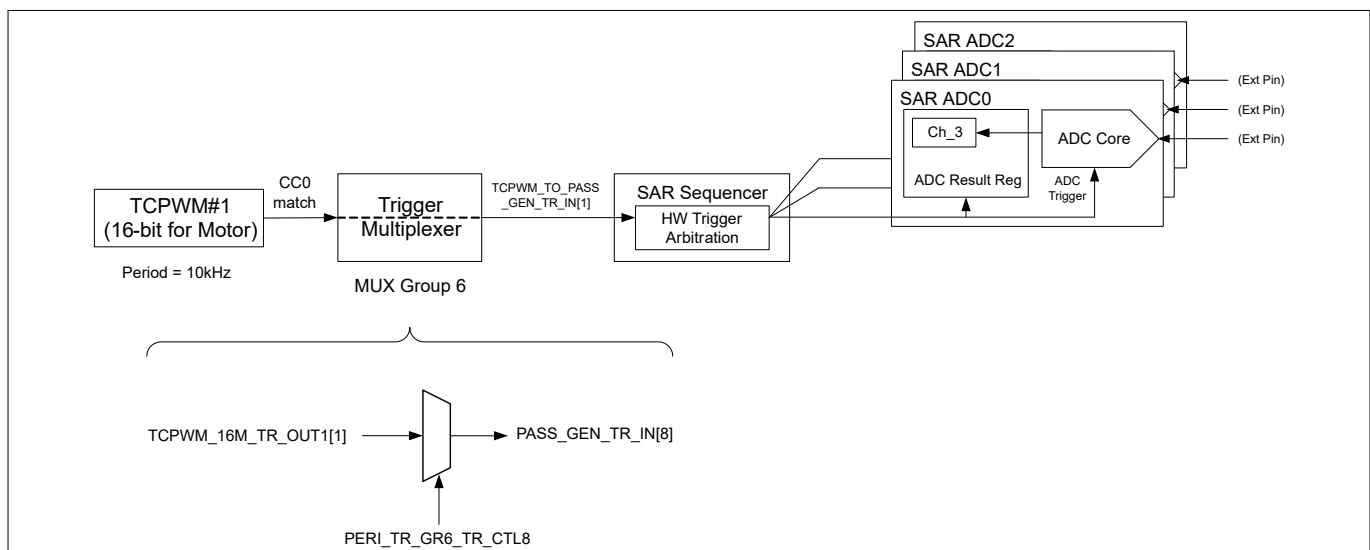 SAR ADC2
SAR ADC1
SAR ADC0
Ch_3
ADC Result Reg
ADC Core
ADC
Trigger
(Ext Pin)
(Ext Pin)
(Ext Pin)
TCPWM#1
(16-bit for Motor)
Period = 10kHz
CC0
match
Trigger
Multiplexer
MUX Group 6
TCPWM_TO_PASS
_GEN_TR_IN[1]
SAR Sequencer
HW Trigger
Arbitration
TCPWM_16M_TR_OUT1[1]
PASS_GEN_TR_IN[8]
PERI_TR_GR6_TR_CTL8